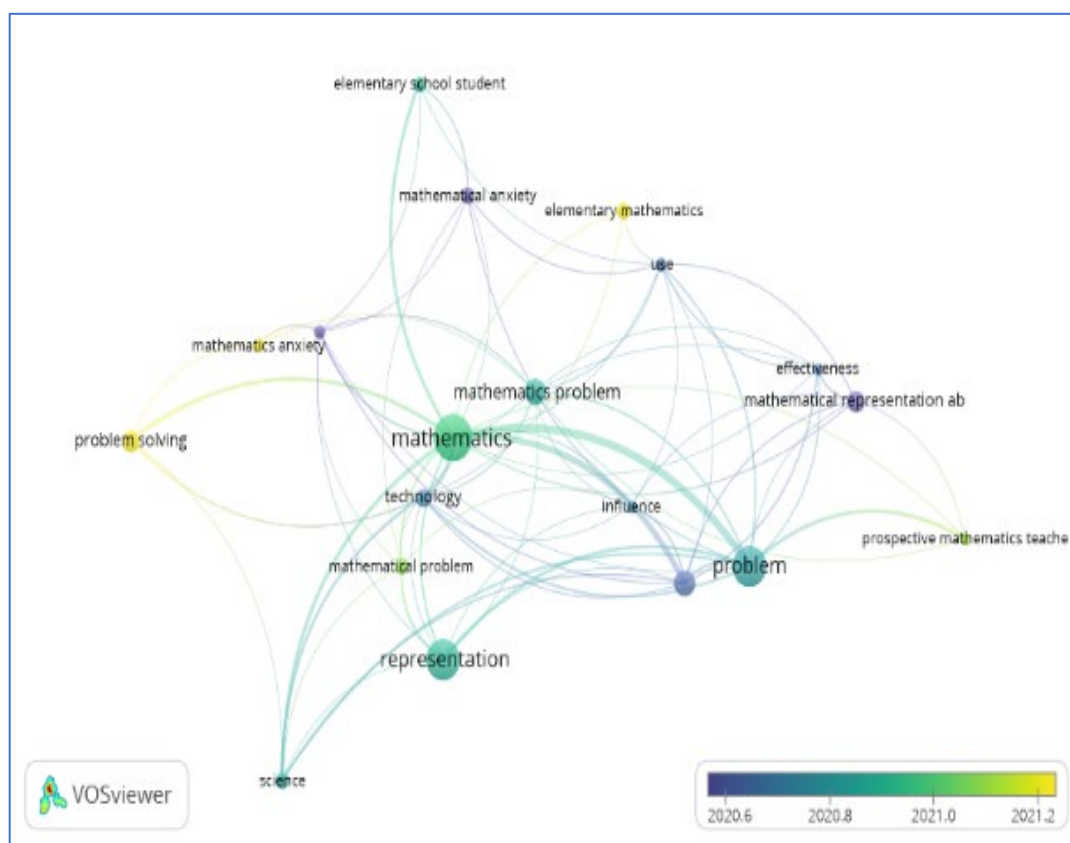 elementary school student
mathematical anxiety
elementary mathematics
use
mathematics anxiety
effectiveness
mathematics problem
mathematical representation ab
mathematics
problem solving
technology
influence
prospective mathematics teache
mathematical problem
problem
representation
science
VOSviewer
2020.6 2020.8 2021.0 2021.2